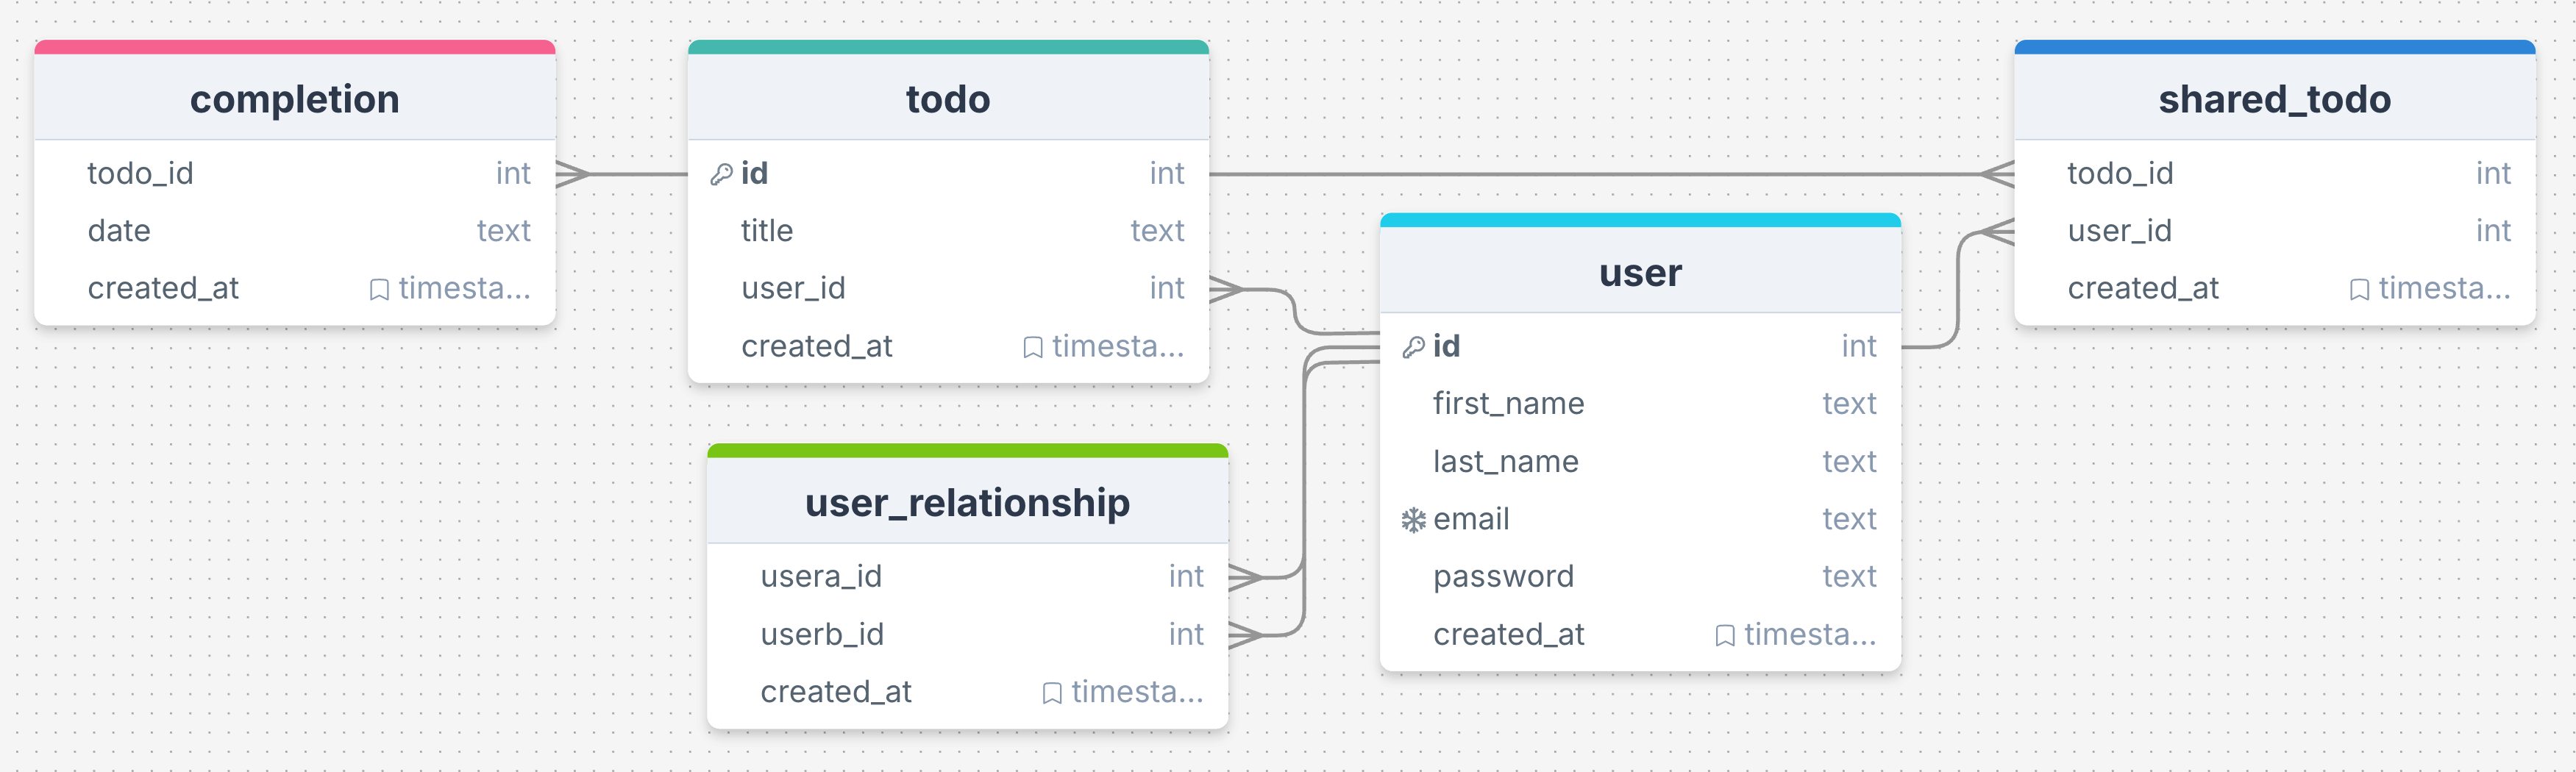 completion
todo_id int
date text
created_at timesta...
todo
id int
title text
user_id int
created_at timesta...
user_relationship
usera_id int
userb_id int
created_at timesta...
user
id int
first_name text
last_name text
email text
password text
created_at timesta...
shared_todo
todo_id int
user_id int
created_at timesta...